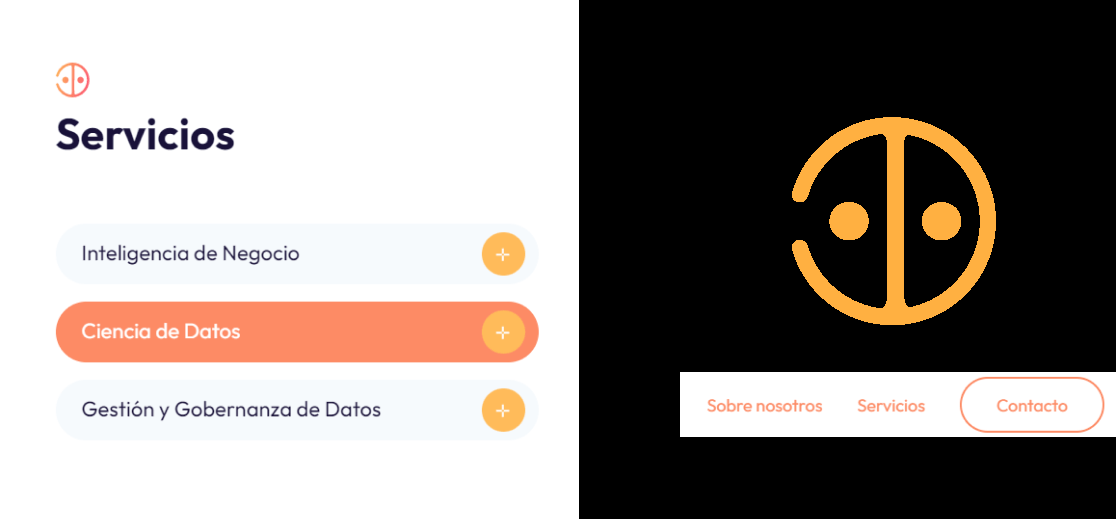 Servicios
Inteligencia de Negocio
Ciencia de Datos
Gestión y Gobernanza de Datos
Sobre nosotros Servicios Contacto